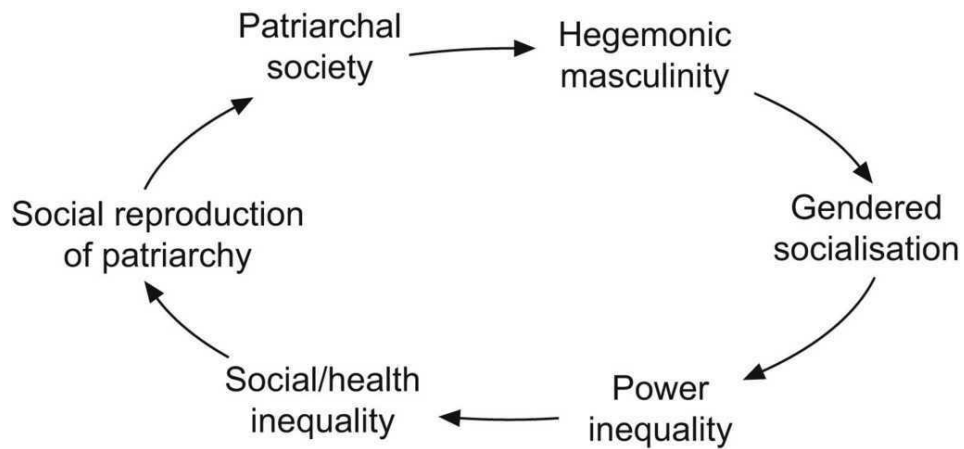 Patriarchal
society
Hegemonic
masculinity
Gendered
socialisation
Power
inequality
Social/health
inequality
Social reproduction
of patriarchy